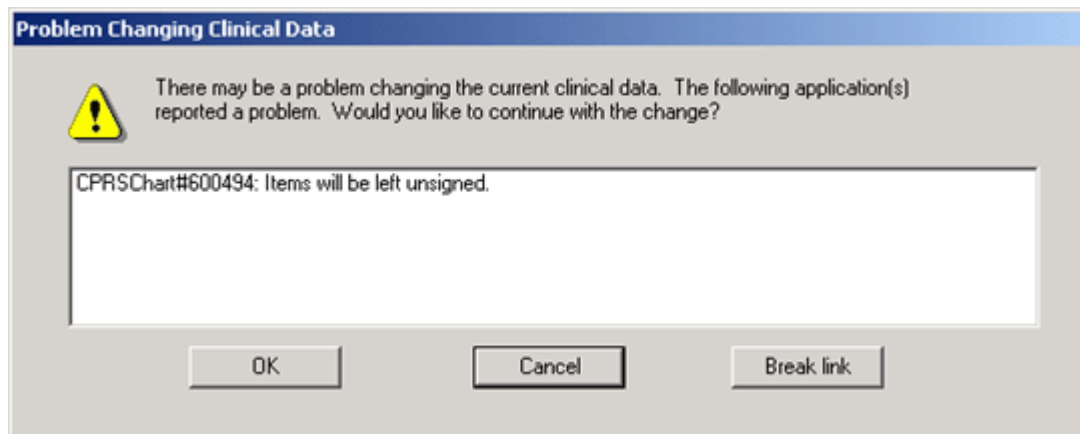 Problem Changing Clinical Data
There may be a problem changing the current clinical data.  The following application(s)
reported a problem.  Would you like to continue with the change?
CPRSChart#600494: Items will be left unsigned.
OK
Cancel
Break link